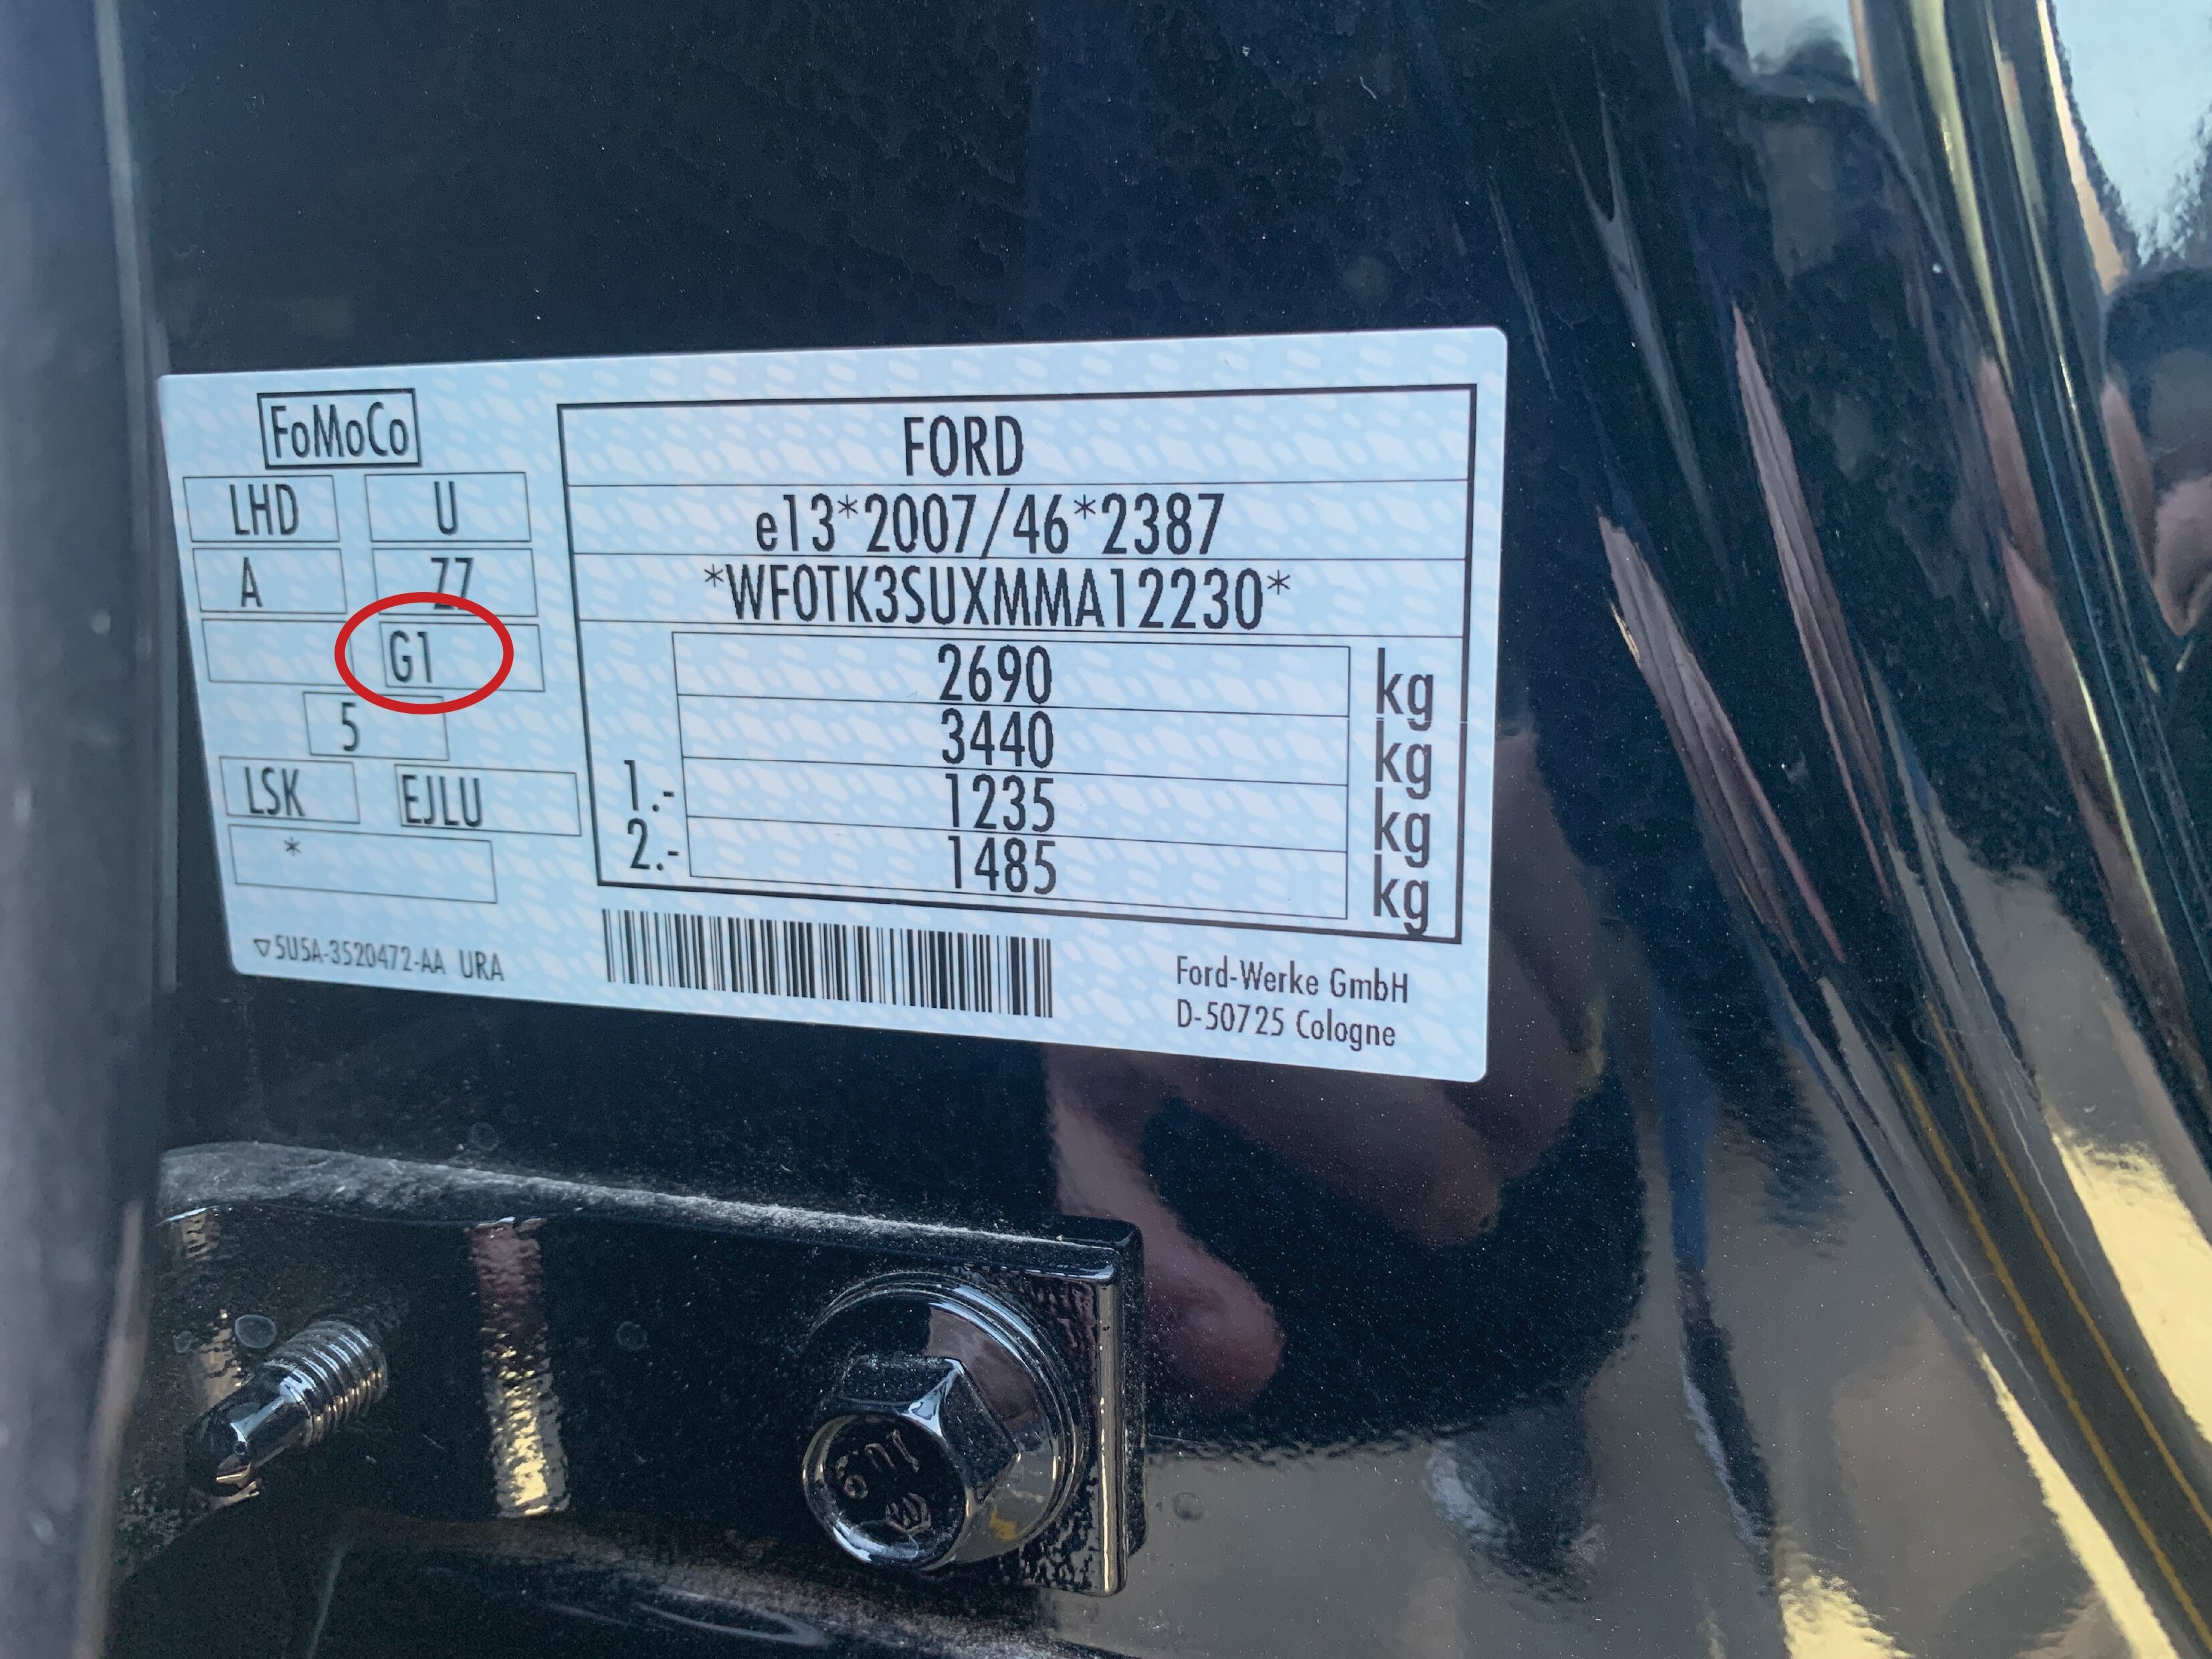 FoMoCo
LHD U
A ZZ
G1
5
LSK EJLU
*
5U5A-3520472-AA URA
FORD
e13*2007/46*2387
*WF0TK3SUXMMA12230*
2690 kg
3440 kg
1.- 1235 kg
2.- 1485 kg
Ford-Werke GmbH
D-50725 Cologne